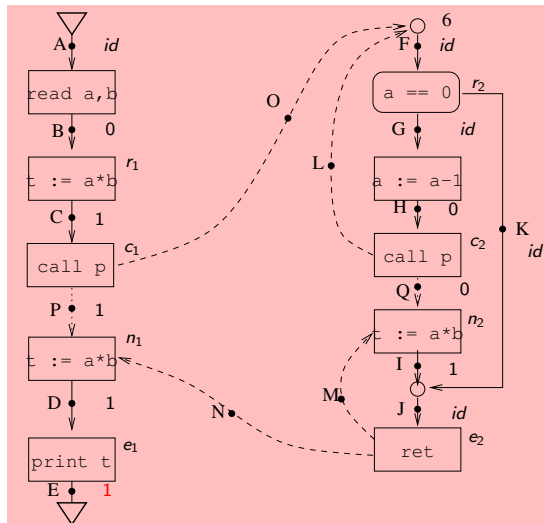 A id
read a,b
B 0
r1
t := a*b
C 1
c1
call p
P 1
n1
t := a*b
D 1
e1
print t
E 1
O
L
N
M
6
F id
r2
a == 0
G id
a := a-1
H 0
K
id
c2
call p
Q 0
n2
t := a*b
I 1
J id
e2
ret